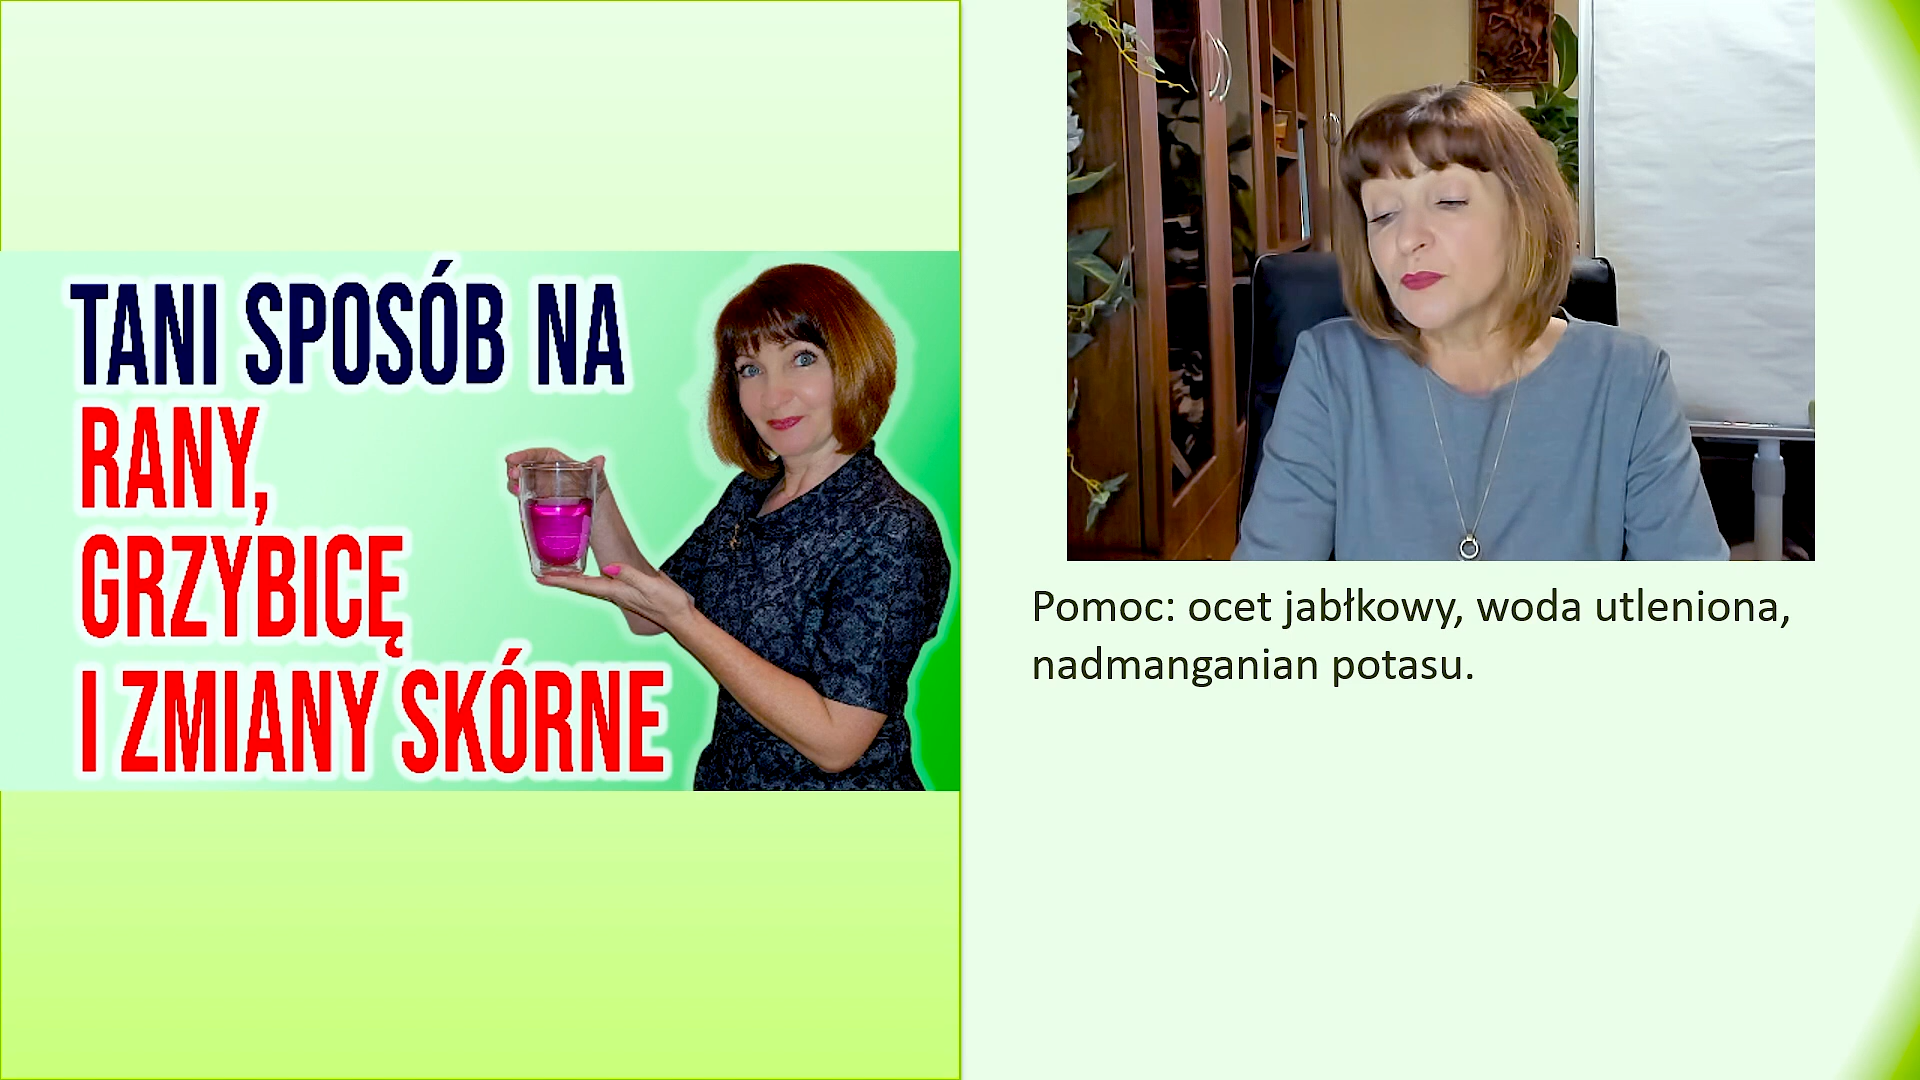 TANI SPOSÓB NA
RANY,
GRZYBICĘ
I ZMIANY SKÓRNE
Pomoc: ocet jabłkowy, woda utleniona,
nadmanganian potasu.